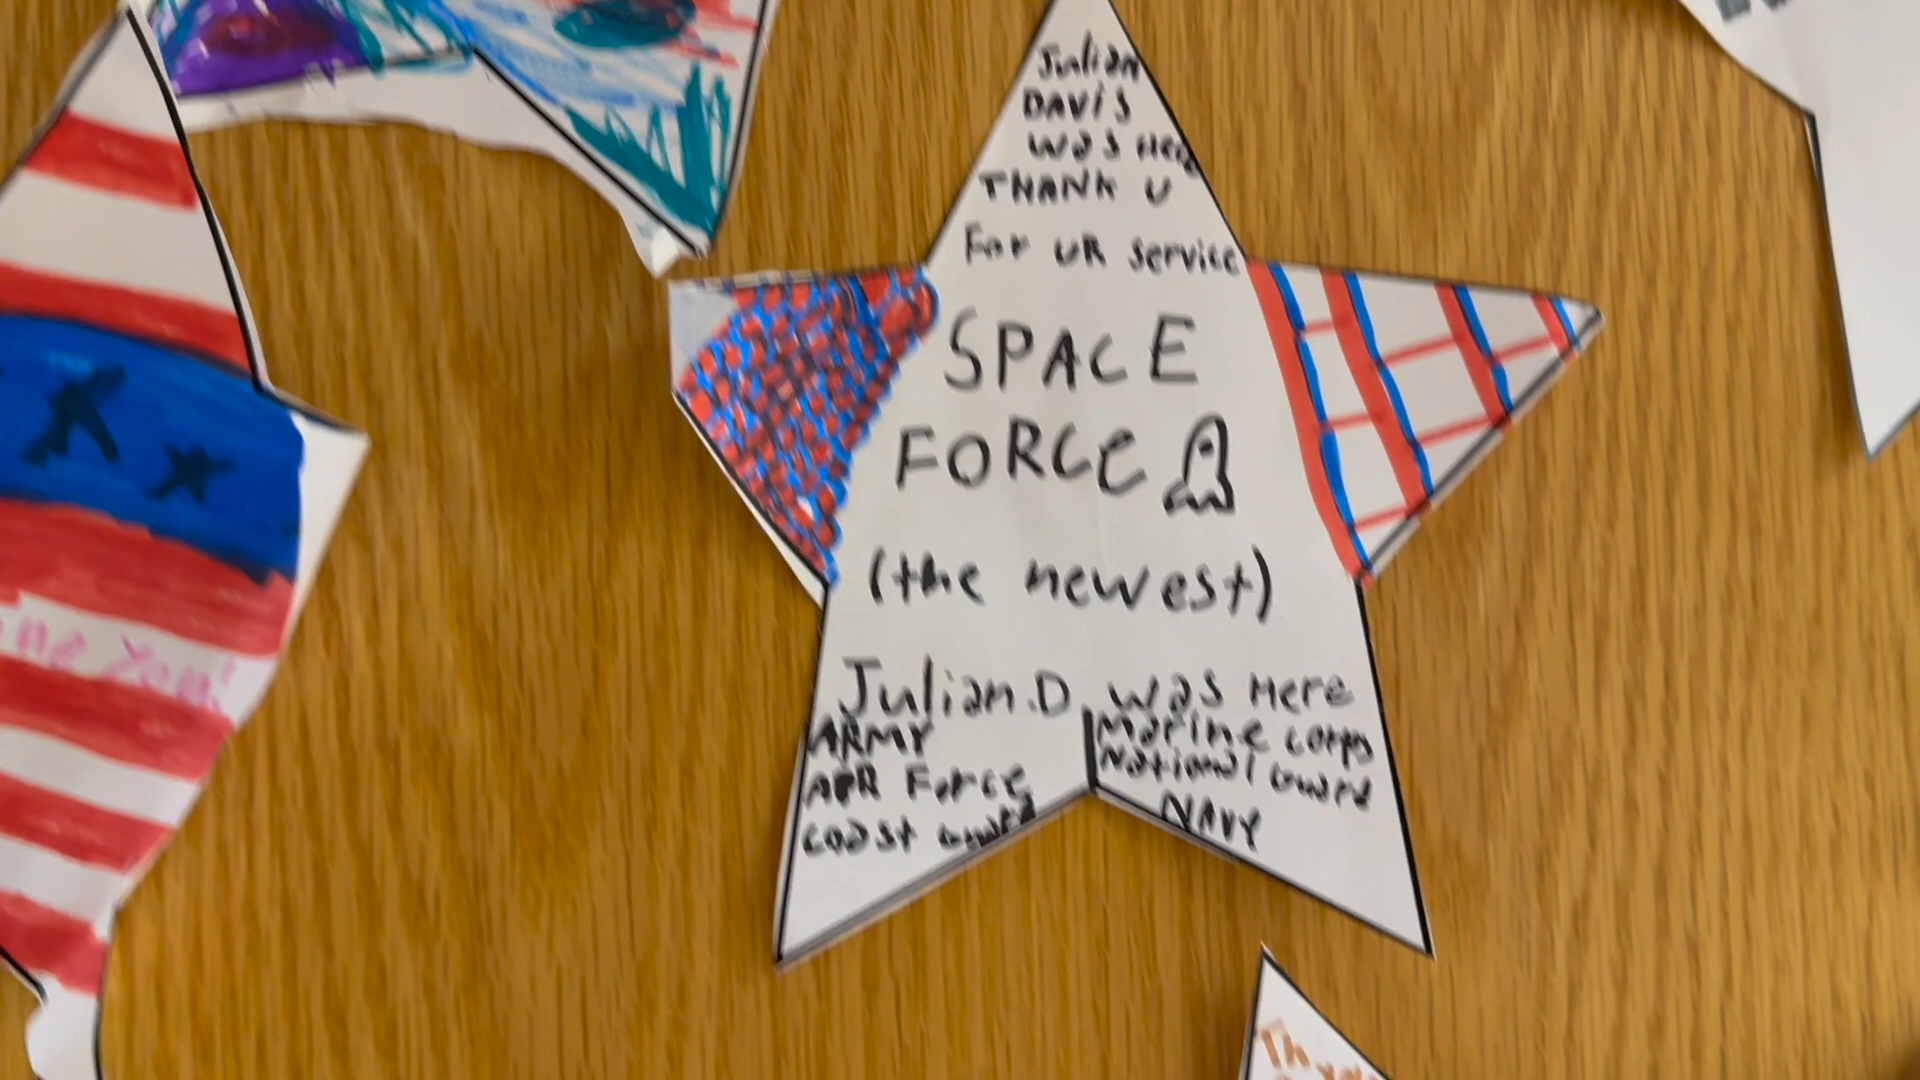 Julian
DAVIS
was Here
THANK U
For UR Service
SPACE
FORCE
(the newest)
Julian.D. was Here
ARMY
AIR Force
coast guard
Marine corps
National Guard
NAVY